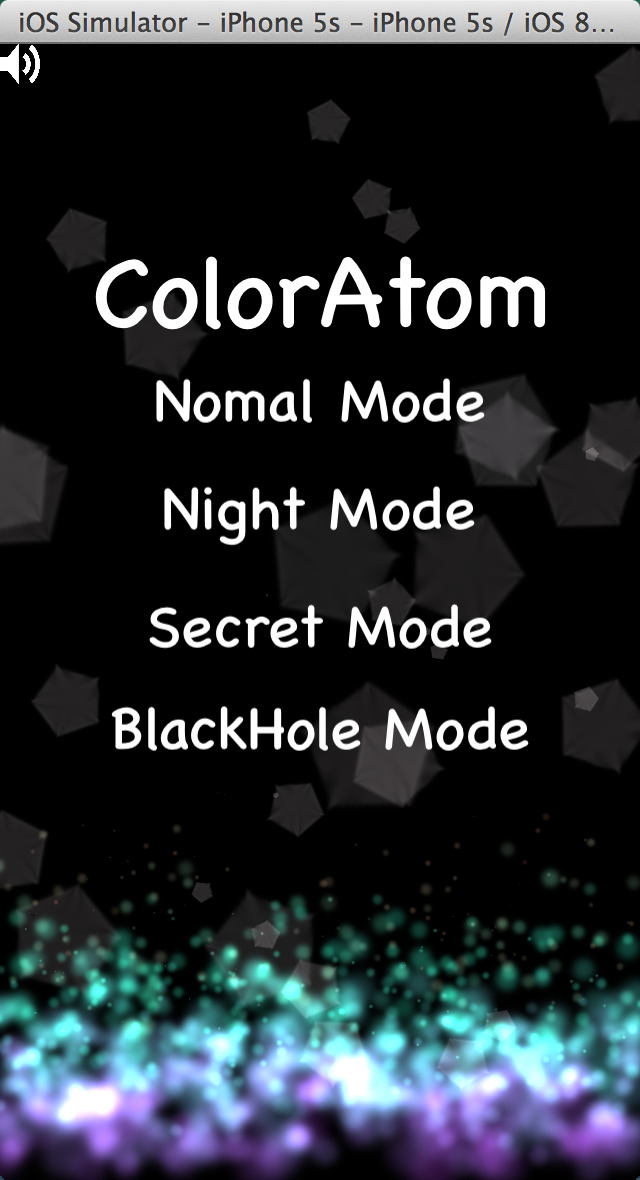 iOS Simulator – iPhone 5s – iPhone 5s / iOS 8...
ColorAtom
Nomal Mode
Night Mode
Secret Mode
BlackHole Mode